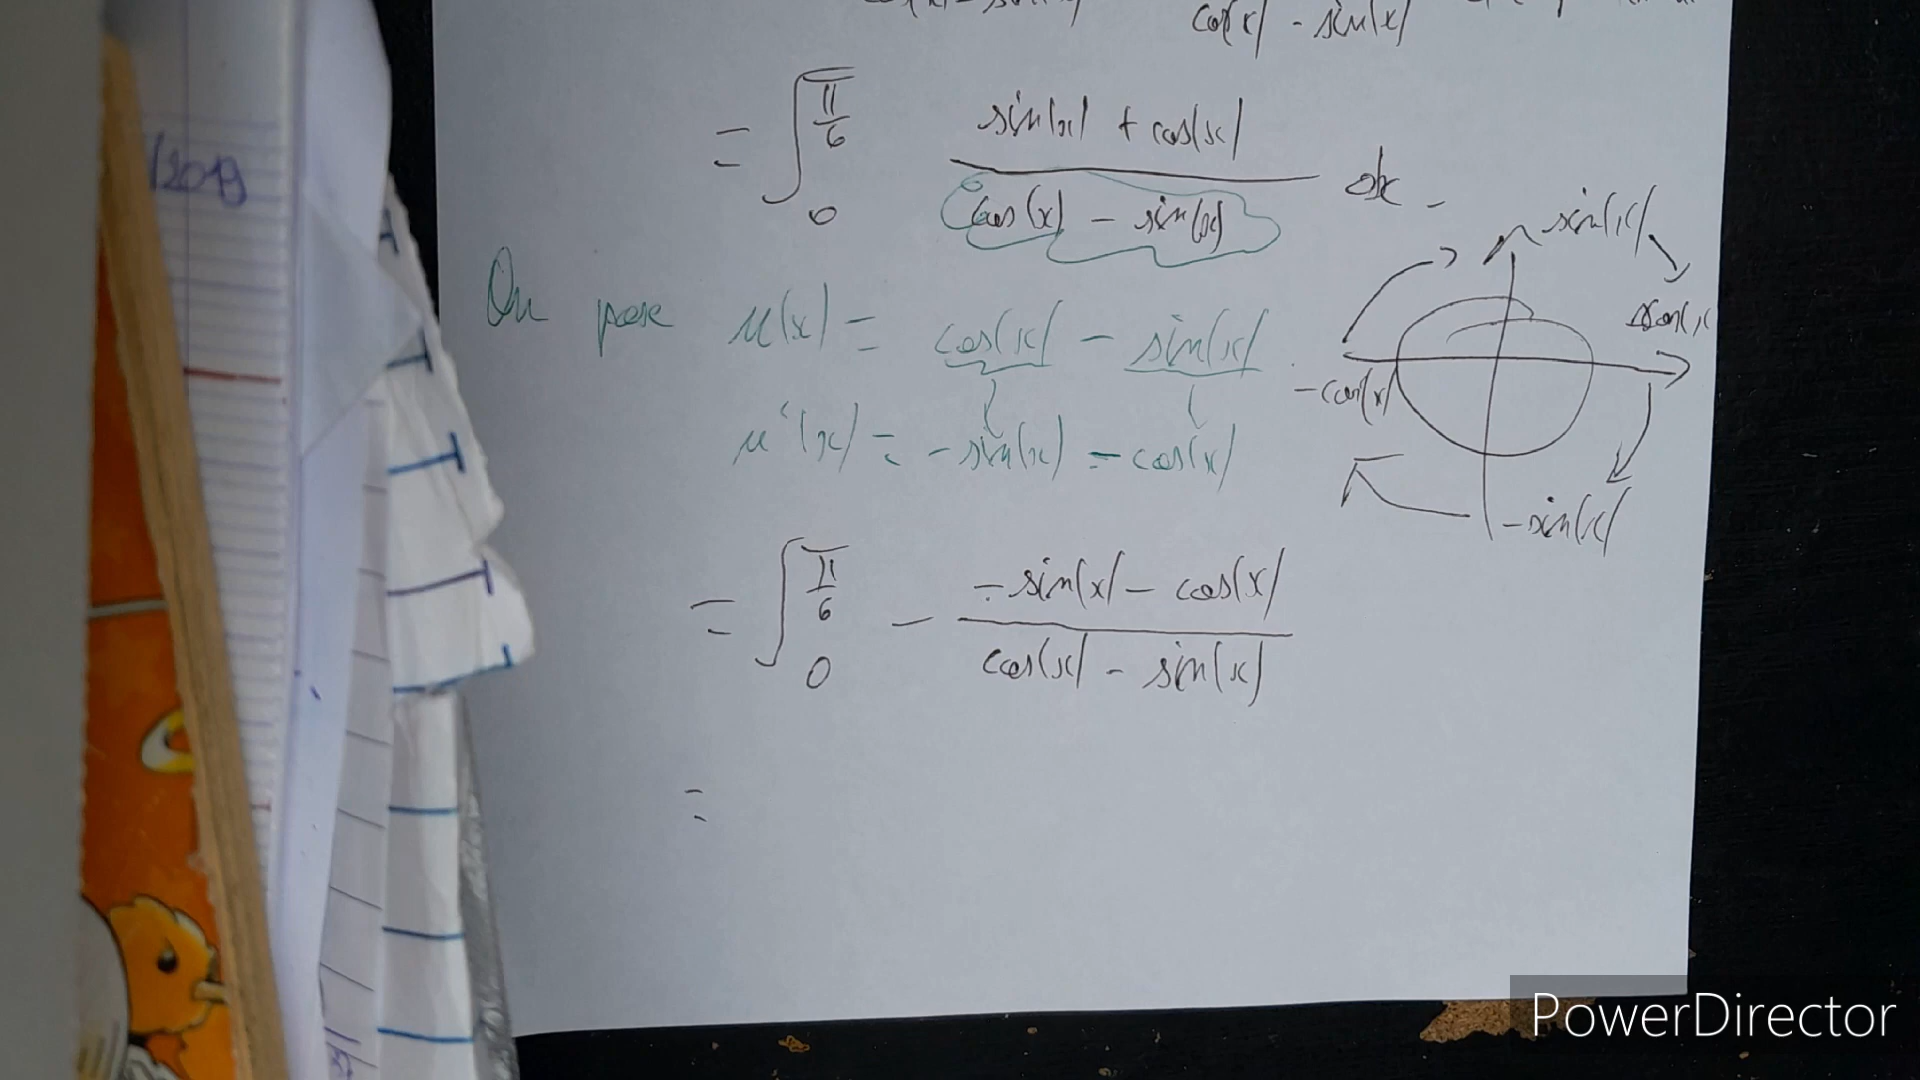 cos(x) - sin(x)
= ∫ π/6 0 sin(x) + cos(x) / cos(x) - sin(x) dx -
On pose u(x) = cos(x) - sin(x).
u'(x) = - sin(x) - cos(x)
sin(x)
-cos(x)
-sin(x)
= ∫ π/6 0 - -sin(x) - cos(x) / cos(x) - sin(x)
=
PowerDirector